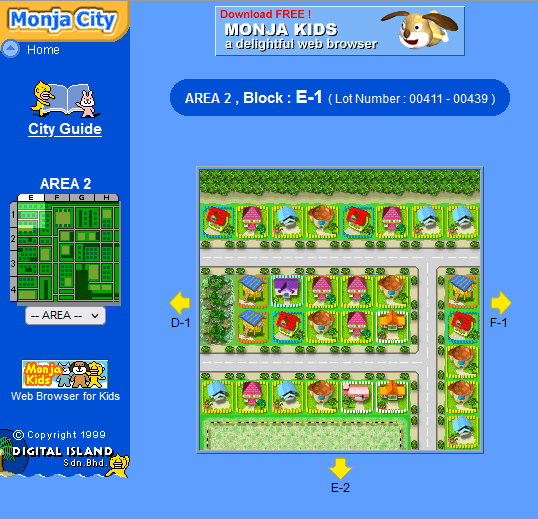 Monja City
Home
City Guide
AREA 2
E F G H
1
2
3
4
-- AREA --
Monja
Kids
Web Browser for Kids
© Copyright 1999
DIGITAL ISLAND
Sdn.Bhd.
Download FREE !
MONJA KIDS
a delightful web browser
AREA 2 , Block : E-1 ( Lot Number : 00411 - 00439 )
D-1
F-1
E-2